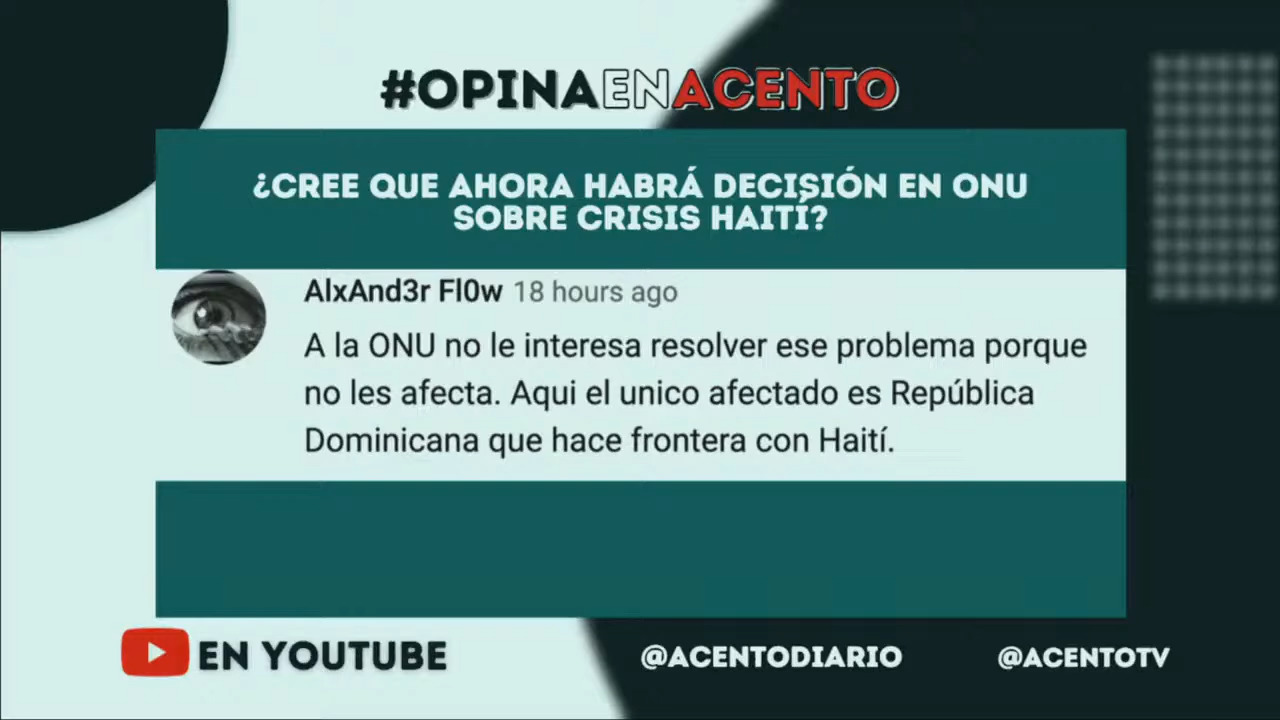 #OPINAENACENTO
¿CREE QUE AHORA HABRÁ DECISIÓN EN ONU
SOBRE CRISIS HAITÍ?
AlxAnd3r Fl0w 18 hours ago
A la ONU no le interesa resolver ese problema porque
no les afecta. Aqui el unico afectado es República
Dominicana que hace frontera con Haití.
EN YOUTUBE @ACENTODIARIO @ACENTOTV